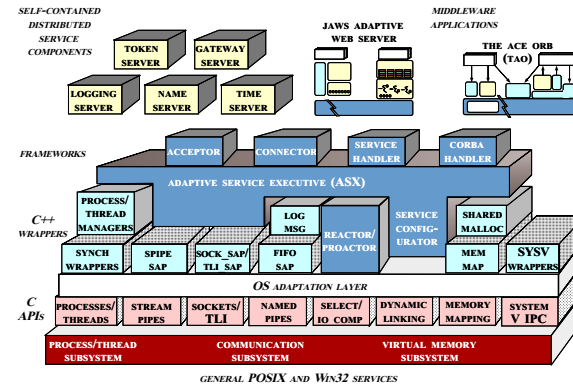 SELF-CONTAINED
DISTRIBUTED
SERVICE
COMPONENTS
TOKEN
SERVER
GATEWAY
SERVER
LOGGING
SERVER
NAME
SERVER
TIME
SERVER
JAWS ADAPTIVE
WEB SERVER
MIDDLEWARE
APPLICATIONS
THE ACE ORB
(TAO)
FRAMEWORKS
ACCEPTOR
CONNECTOR
SERVICE
HANDLER
CORBA
HANDLER
ADAPTIVE SERVICE EXECUTIVE (ASX)
C++
WRAPPERS
PROCESS/
THREAD
MANAGERS
LOG
MSG
REACTOR/
PROACTOR
SERVICE
CONFIG-
URATOR
SHARED
MALLOC
SYNCH
WRAPPERS
SPIPE
SAP
SOCK_SAP/
TLI_SAP
FIFO
SAP
MEM
MAP
SYSV
WRAPPERS
OS ADAPTATION LAYER
C
APIS
PROCESSES/
THREADS
STREAM
PIPES
SOCKETS/
TLI
NAMED
PIPES
SELECT/
IO COMP
DYNAMIC
LINKING
MEMORY
MAPPING
SYSTEM
V IPC
PROCESS/THREAD
SUBSYSTEM
COMMUNICATION
SUBSYSTEM
VIRTUAL MEMORY
SUBSYSTEM
GENERAL POSIX AND WIN32 SERVICES